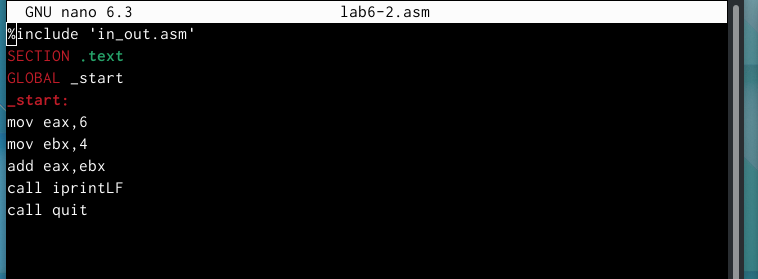 GNU nano 6.3 lab6-2.asm
%include 'in_out.asm'
SECTION .text
GLOBAL _start
_start:
mov eax,6
mov ebx,4
add eax,ebx
call iprintLF
call quit